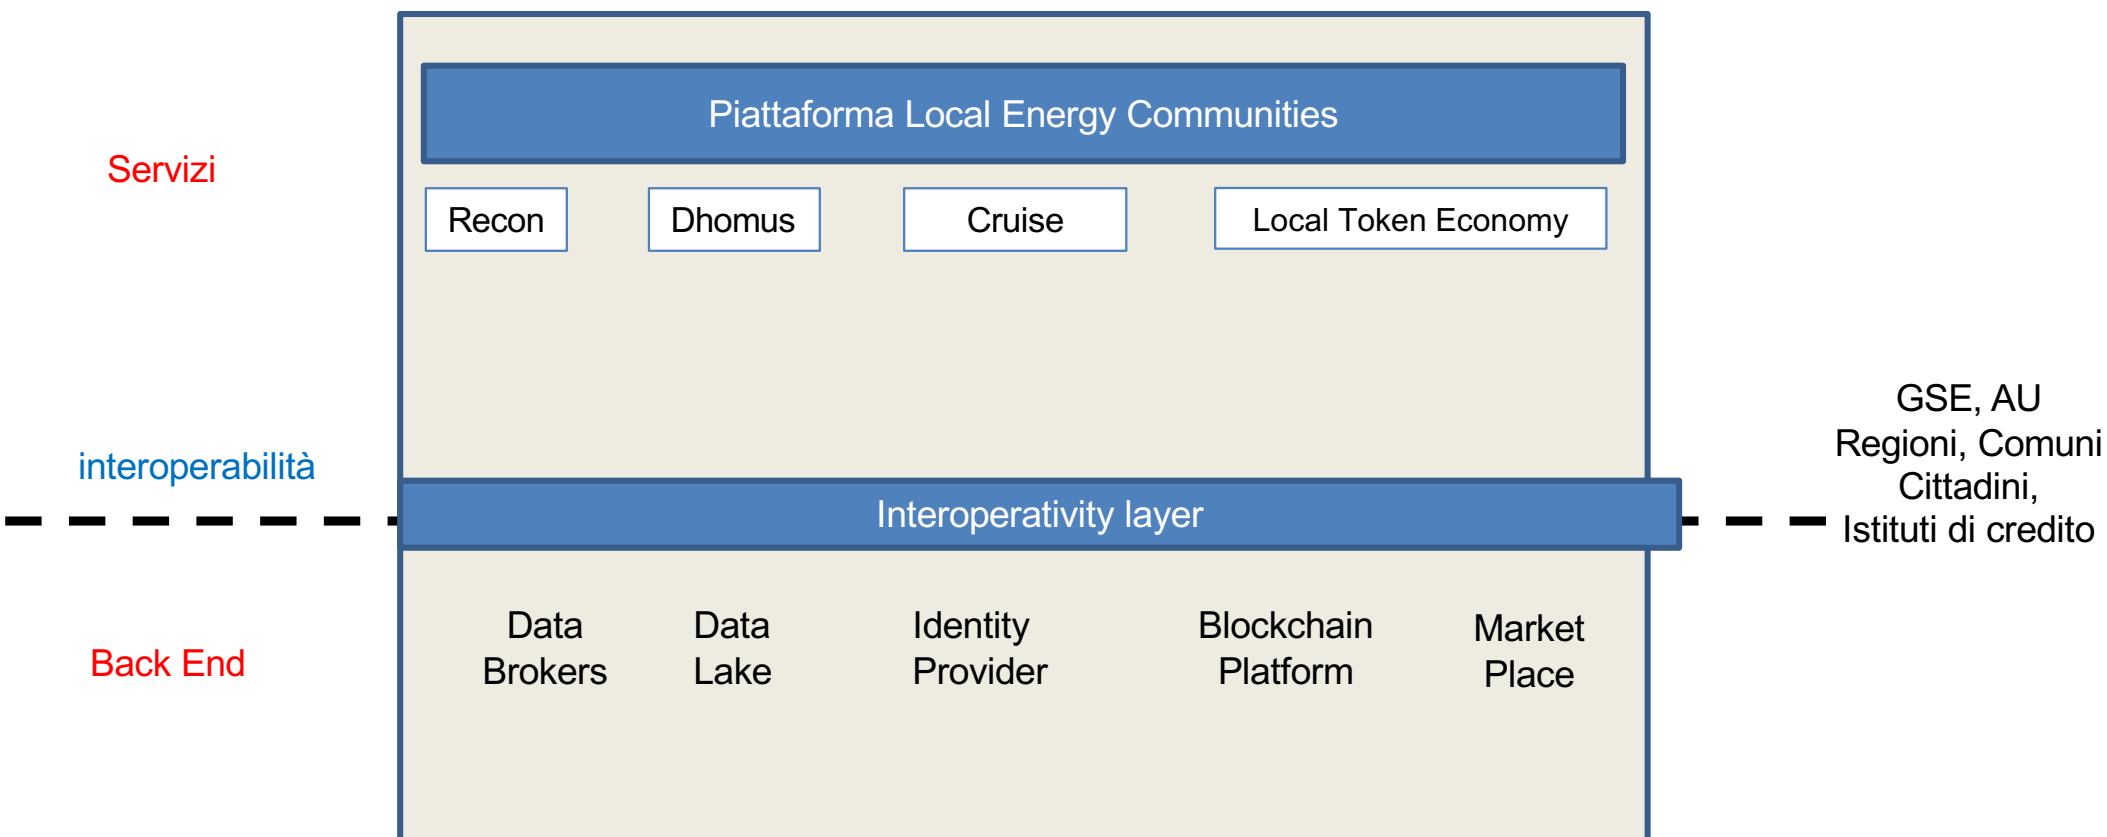 Piattaforma Local Energy Communities
Servizi
Recon
Dhomus
Cruise
Local Token Economy
GSE, AU
Regioni, Comuni
Cittadini,
Istituti di credito
interoperabilità
Interoperativity layer
Back End
Data
Brokers
Data
Lake
Identity
Provider
Blockchain
Platform
Market
Place